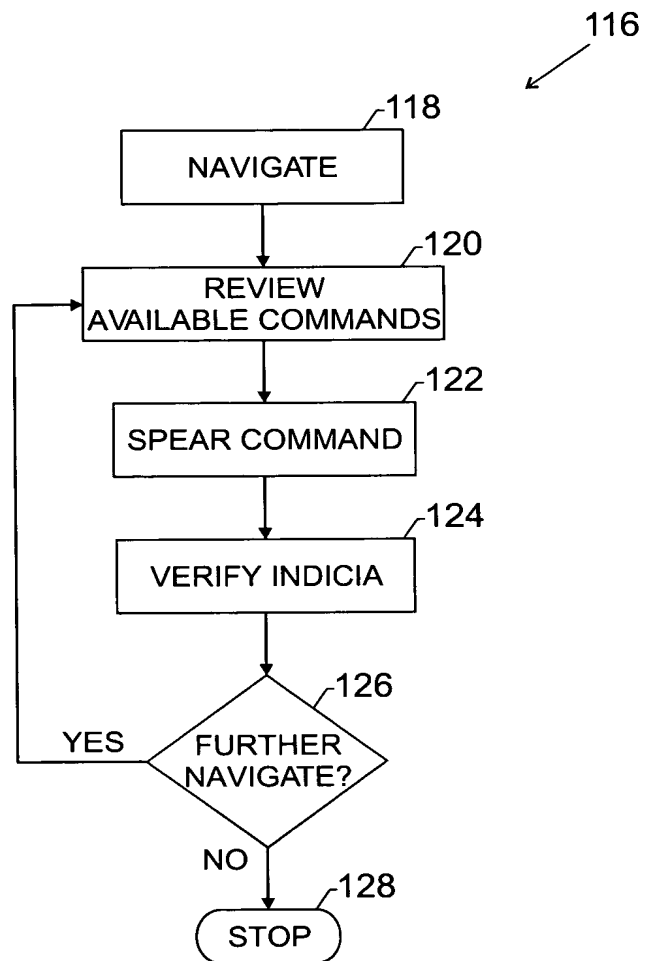 116
118
NAVIGATE
120
REVIEW
AVAILABLE COMMANDS
122
SPEAR COMMAND
124
VERIFY INDICIA
126
YES
FURTHER
NAVIGATE?
NO
128
STOP